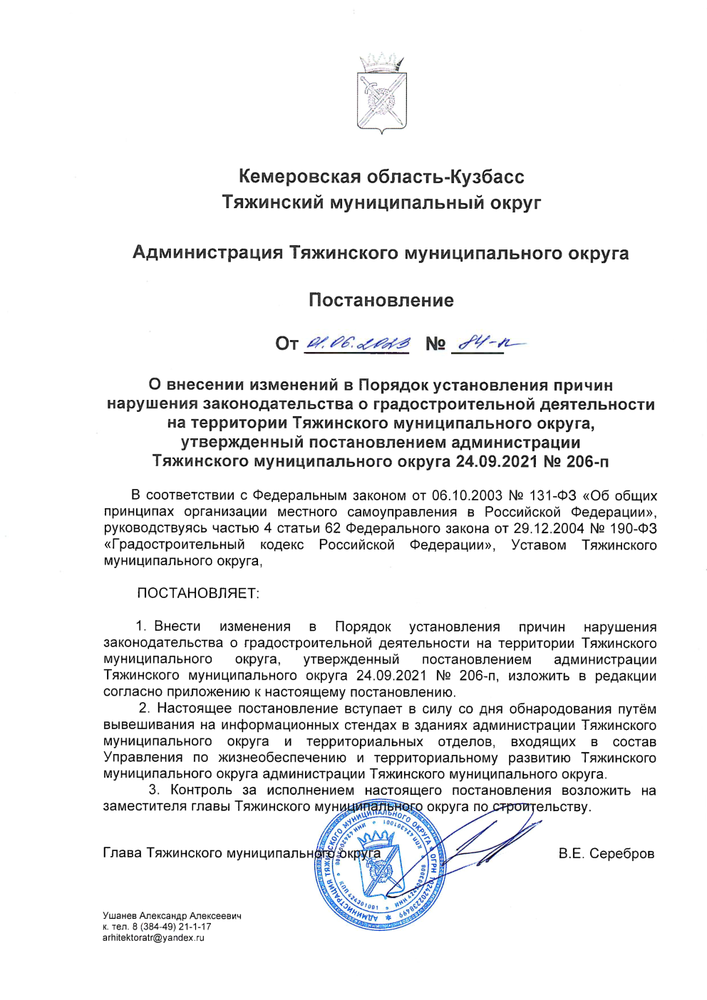 Кемеровская область-Кузбасс
Тяжинский муниципальный округ
Администрация Тяжинского муниципального округа
Постановление
От 01.06.2023 № 84-п
О внесении изменений в Порядок установления причин
нарушения законодательства о градостроительной деятельности
на территории Тяжинского муниципального округа,
утвержденный постановлением администрации
Тяжинского муниципального округа 24.09.2021 № 206-п
В соответствии с Федеральным законом от 06.10.2003 № 131-ФЗ «Об общих
принципах организации местного самоуправления в Российской Федерации»,
руководствуясь частью 4 статьи 62 Федерального закона от 29.12.2004 № 190-ФЗ
«Градостроительный кодекс Российской Федерации», Уставом Тяжинского
муниципального округа,
ПОСТАНОВЛЯЕТ:
1. Внести изменения в Порядок установления причин нарушения
законодательства о градостроительной деятельности на территории Тяжинского
муниципального округа, утвержденный постановлением администрации
Тяжинского муниципального округа 24.09.2021 № 206-п, изложить в редакции
согласно приложению к настоящему постановлению.
2. Настоящее постановление вступает в силу со дня обнародования путём
вывешивания на информационных стендах в зданиях администрации Тяжинского
муниципального округа и территориальных отделов, входящих в состав
Управления по жизнеобеспечению и территориальному развитию Тяжинского
муниципального округа администрации Тяжинского муниципального округа.
3. Контроль за исполнением настоящего постановления возложить на
заместителя главы Тяжинского муниципального округа по строительству.
Глава Тяжинского муниципального округа В.Е. Серебров
АДМИНИСТРАЦИЯ ТЯЖИНСКОГО МУНИЦИПАЛЬНОГО ОКРУГА ОГРН
КПП 424301001 ИНН
Ушанев Александр Алексеевич
к. тел. 8 (384-49) 21-1-17
arhitektoratr@yandex.ru